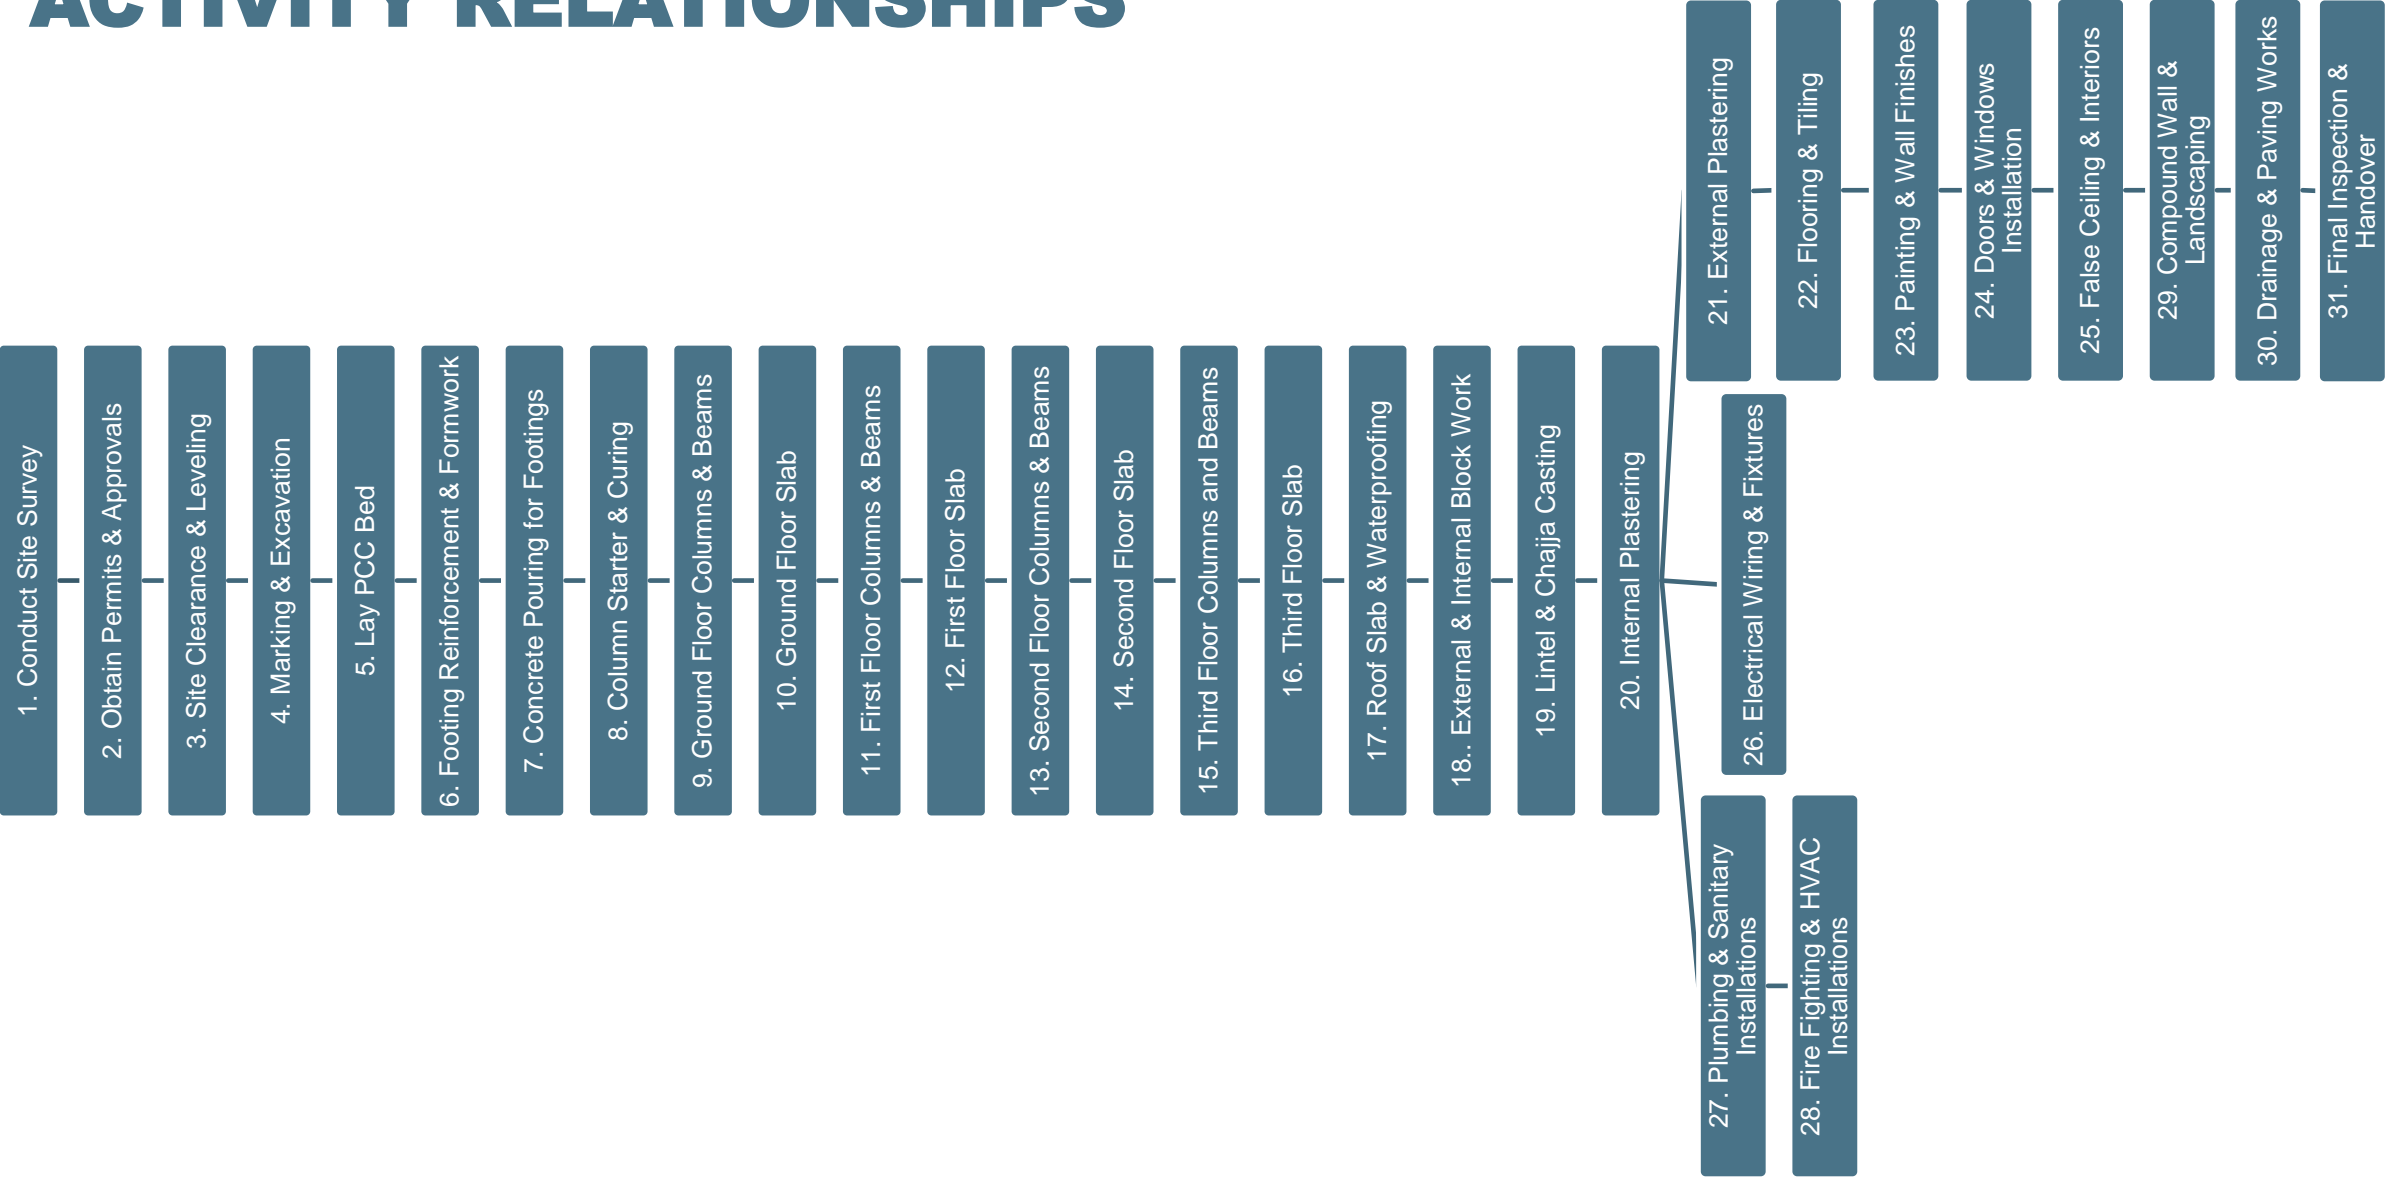 ACTIVITY RELATIONSHIPS
1. Conduct Site Survey
2. Obtain Permits & Approvals
3. Site Clearance & Leveling
4. Marking & Excavation
5. Lay PCC Bed
6. Footing Reinforcement & Formwork
7. Concrete Pouring for Footings
8. Column Starter & Curing
9. Ground Floor Columns & Beams
10. Ground Floor Slab
11. First Floor Columns & Beams
12. First Floor Slab
13. Second Floor Columns & Beams
14. Second Floor Slab
15. Third Floor Columns and Beams
16. Third Floor Slab
17. Roof Slab & Waterproofing
18.. External & Internal Block Work
19. Lintel & Chajja Casting
20. Internal Plastering
21. External Plastering
22. Flooring & Tiling
23. Painting & Wall Finishes
24. Doors & Windows
Installation
25. False Ceiling & Interiors
29. Compound Wall &
Landscaping
30. Drainage & Paving Works
31. Final Inspection &
Handover
26. Electrical Wiring & Fixtures
27. Plumbing & Sanitary
Installations
28. Fire Fighting & HVAC
Installations